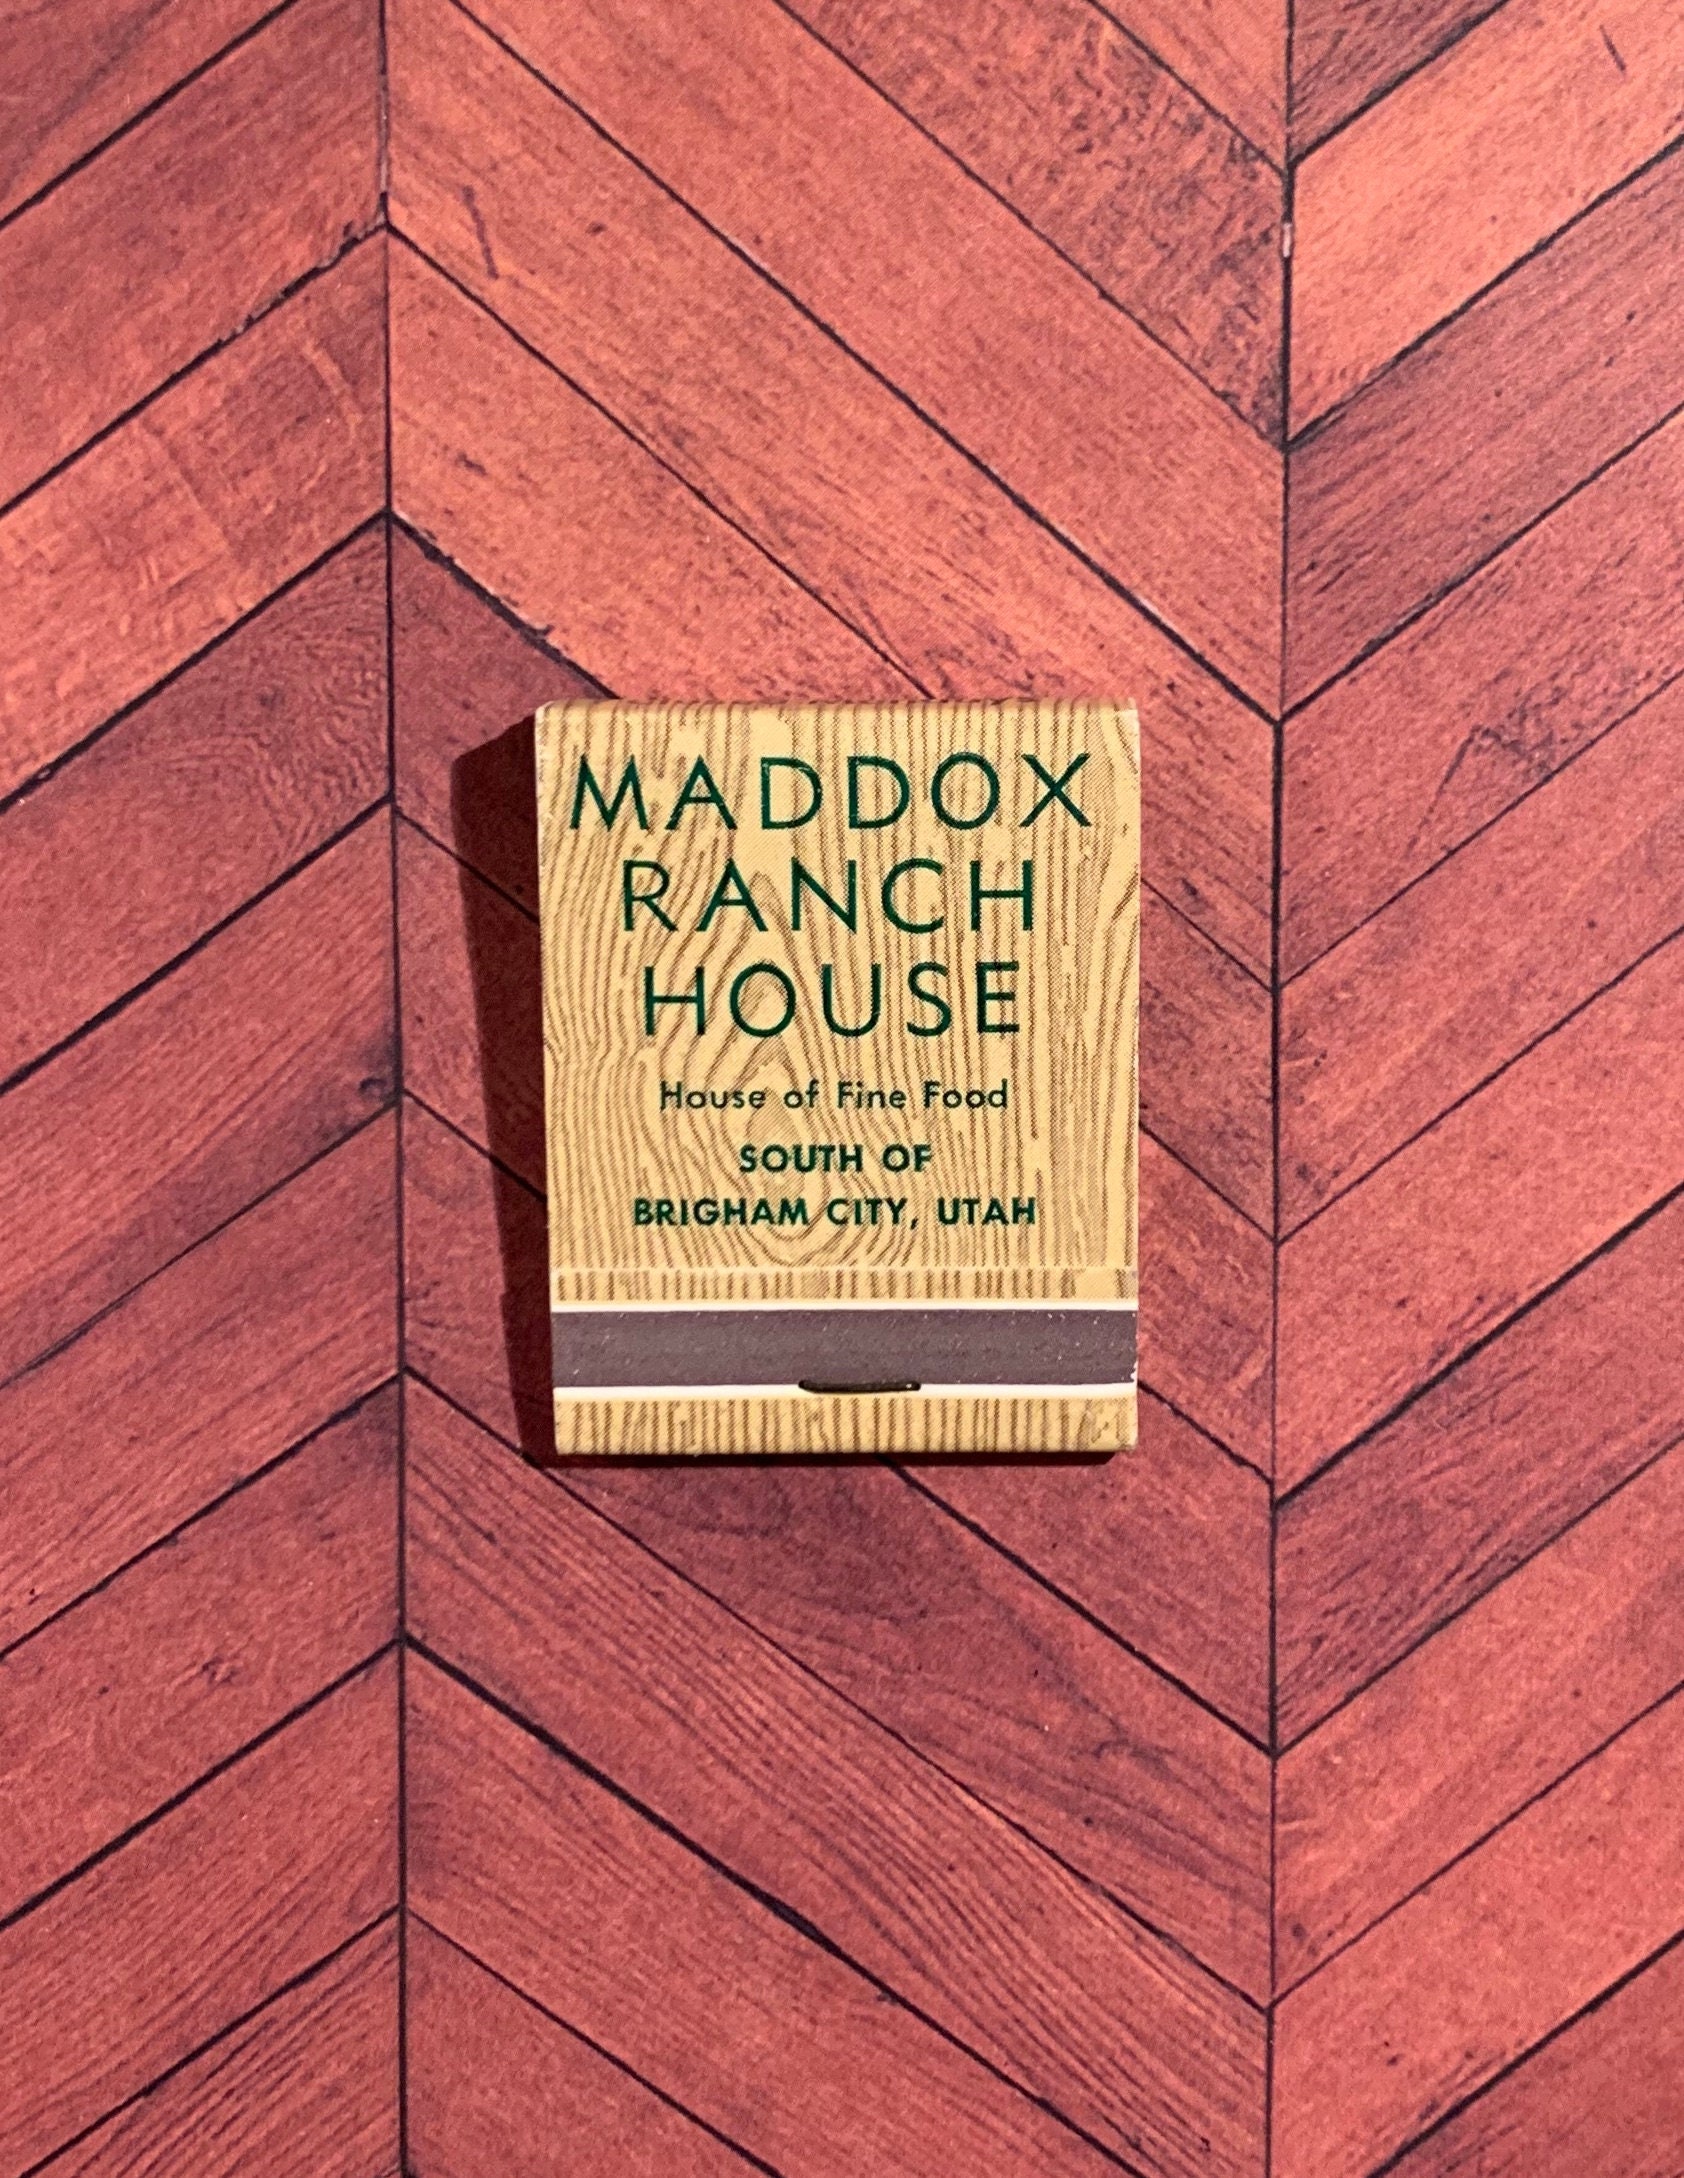 MADDOX
RANCH
HOUSE
House of Fine Food
SOUTH OF
BRIGHAM CITY, UTAH